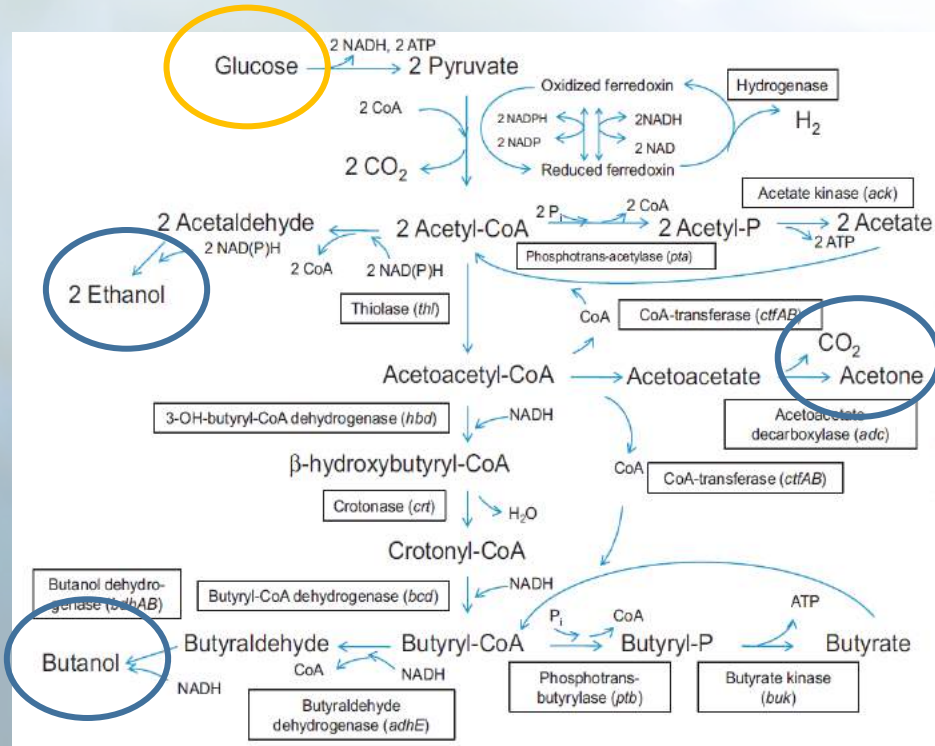 2 NADH, 2 ATP
Glucose
2 Pyruvate
Oxidized ferredoxin
Hydrogenase
2 CoA
2 NADPH
2NADH
H₂
2 NADP
2 NAD
2 CO₂
Reduced ferredoxin
Acetate kinase (ack)
2 Acetaldehyde
2 Pi
2 CoA
2 Acetyl-CoA
2 Acetyl-P
2 Acetate
2 NAD(P)H
2 ATP
2 CoA
2 NAD(P)H
Phosphotrans-acetylase (pta)
2 Ethanol
Thiolase (thl)
CoA
CoA-transferase (ctfAB)
CO₂
Acetoacetyl-CoA
Acetoacetate
Acetone
3-OH-butyryl-CoA dehydrogenase (hbd)
NADH
Acetoacetate
decarboxylase (adc)
β-hydroxybutyryl-CoA
CoA
CoA-transferase (ctfAB)
Crotonase (crt)
H₂O
Crotonyl-CoA
Butanol dehydro-
genase (bdhAB)
Butyryl-CoA dehydrogenase (bcd)
NADH
ATP
Pi
CoA
Butyraldehyde
Butyryl-CoA
Butyryl-P
Butyrate
Butanol
CoA
NADH
NADH
Phosphotrans-
butyrylase (ptb)
Butyrate kinase
(buk)
Butyraldehyde
dehydrogenase (adhE)